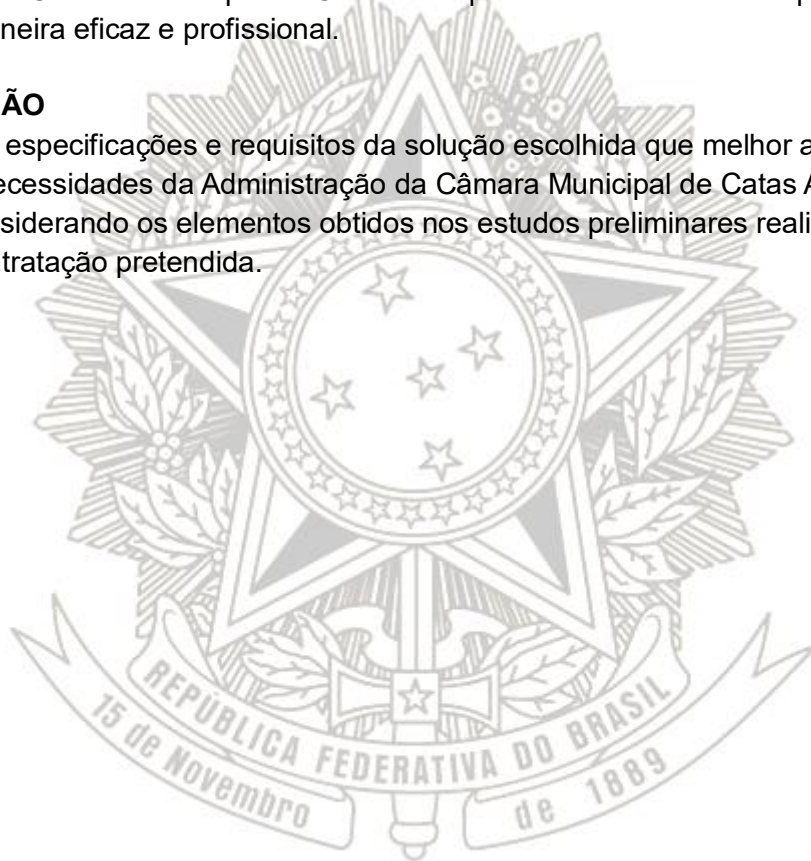 neira eficaz e profissional.
ÃO
especificações e requisitos da solução escolhida que melhor a
ecessidades da Administração da Câmara Municipal de Catas A
siderando os elementos obtidos nos estudos preliminares reali
tratação pretendida.
REPÚBLICA FEDERATIVA DO BRASIL
15 de Novembro de 1889